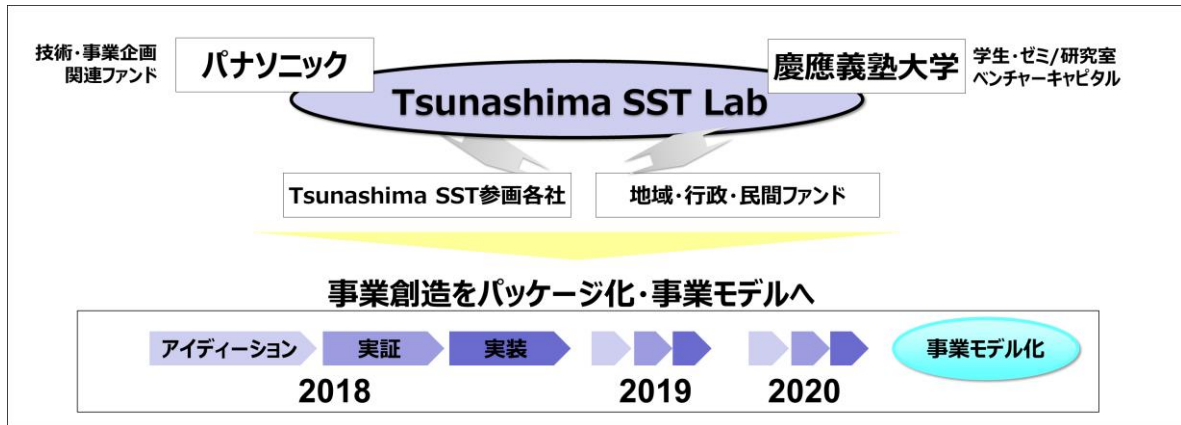 技術・事業企画
関連ファンド
パナソニック
慶應義塾大学
学生・ゼミ/研究室
ベンチャーキャピタル
Tsunashima SST Lab
Tsunashima SST参画各社
地域・行政・民間ファンド
事業創造をパッケージ化・事業モデルへ
アイディーション
実証
実装
事業モデル化
2018
2019
2020